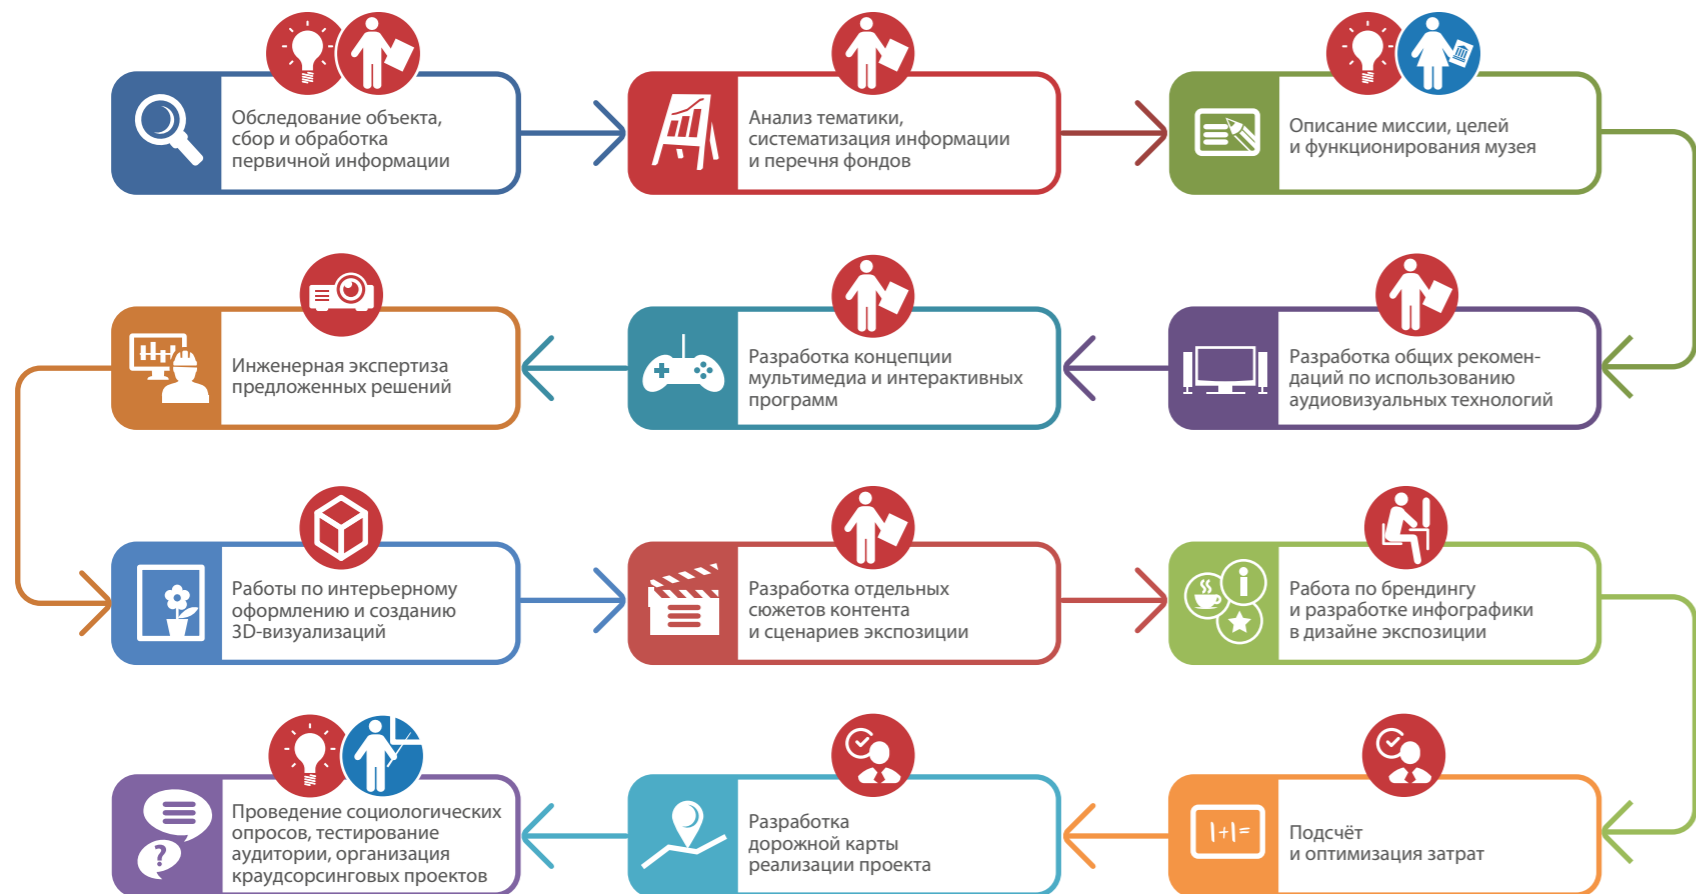 Обследование объекта,
сбор и обработка
первичной информации
Анализ тематики,
систематизация информации
и перечня фондов
Описание миссии, целей
и функционирования музея
Разработка общих рекомен-
даций по использованию
аудиовизуальных технологий
Разработка концепции
мультимедиа и интерактивных
программ
Инженерная экспертиза
предложенных решений
Работы по интерьерному
оформлению и созданию
3D-визуализаций
Разработка отдельных
сюжетов контента
и сценариев экспозиции
Работа по брендингу
и разработке инфографики
в дизайне экспозиции
1+1=
Подсчёт
и оптимизация затрат
Разработка
дорожной карты
реализации проекта
?
Проведение социологических
опросов, тестирование
аудитории, организация
краудсорсинговых проектов